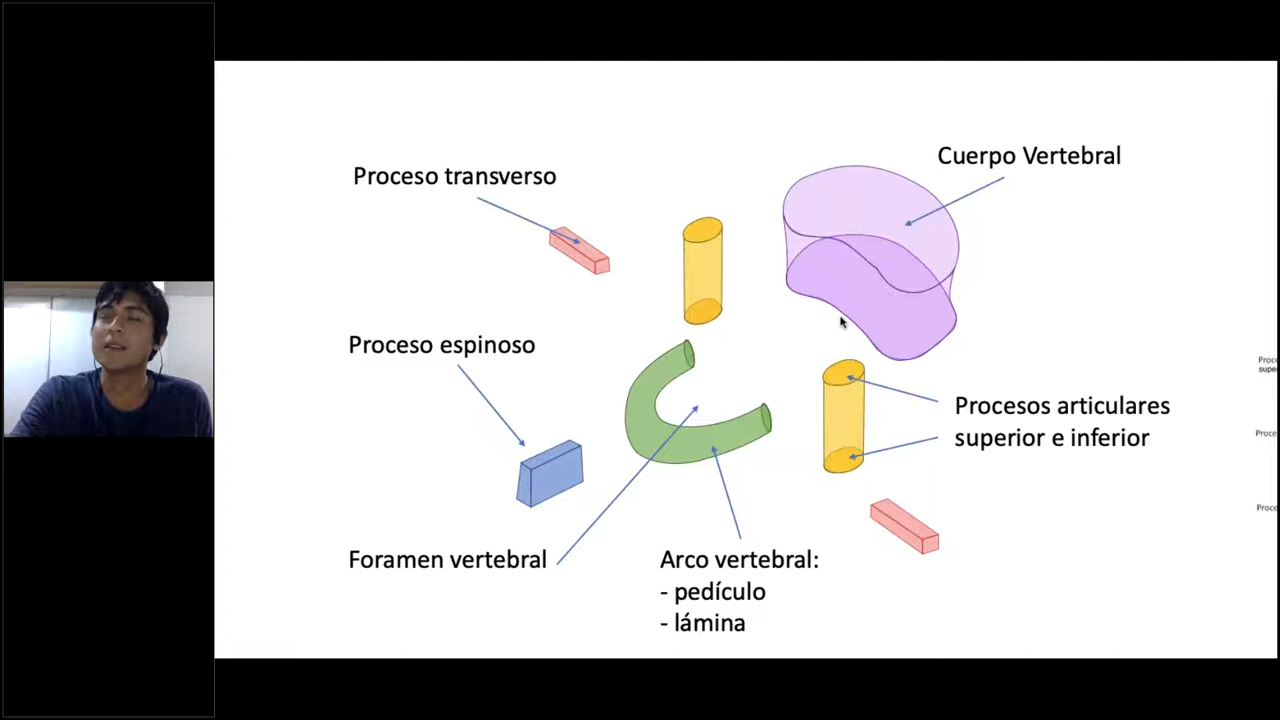 Cuerpo Vertebral
Proceso transverso
Proceso espinoso
Procesos articulares
superior e inferior
Foramen vertebral
Arco vertebral:
- pedículo
- lámina